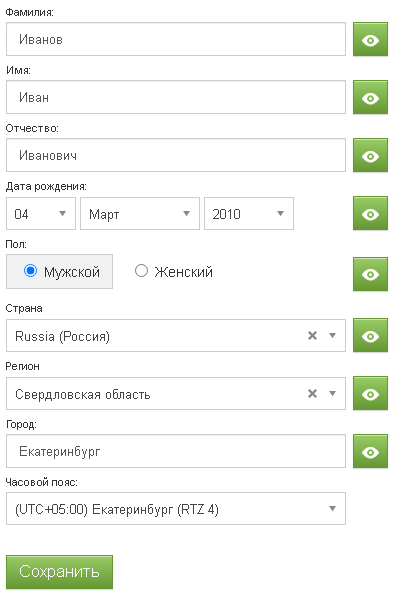 Фамилия:
Иванов
Имя:
Иван
Отчество:
Иванович
Дата рождения:
04 Март 2010
Пол:
Мужской Женский
Страна
Russia (Россия)
Регион
Свердловская область
Город:
Екатеринбург
Часовой пояс:
(UTC+05:00) Екатеринбург (RTZ 4)
Сохранить